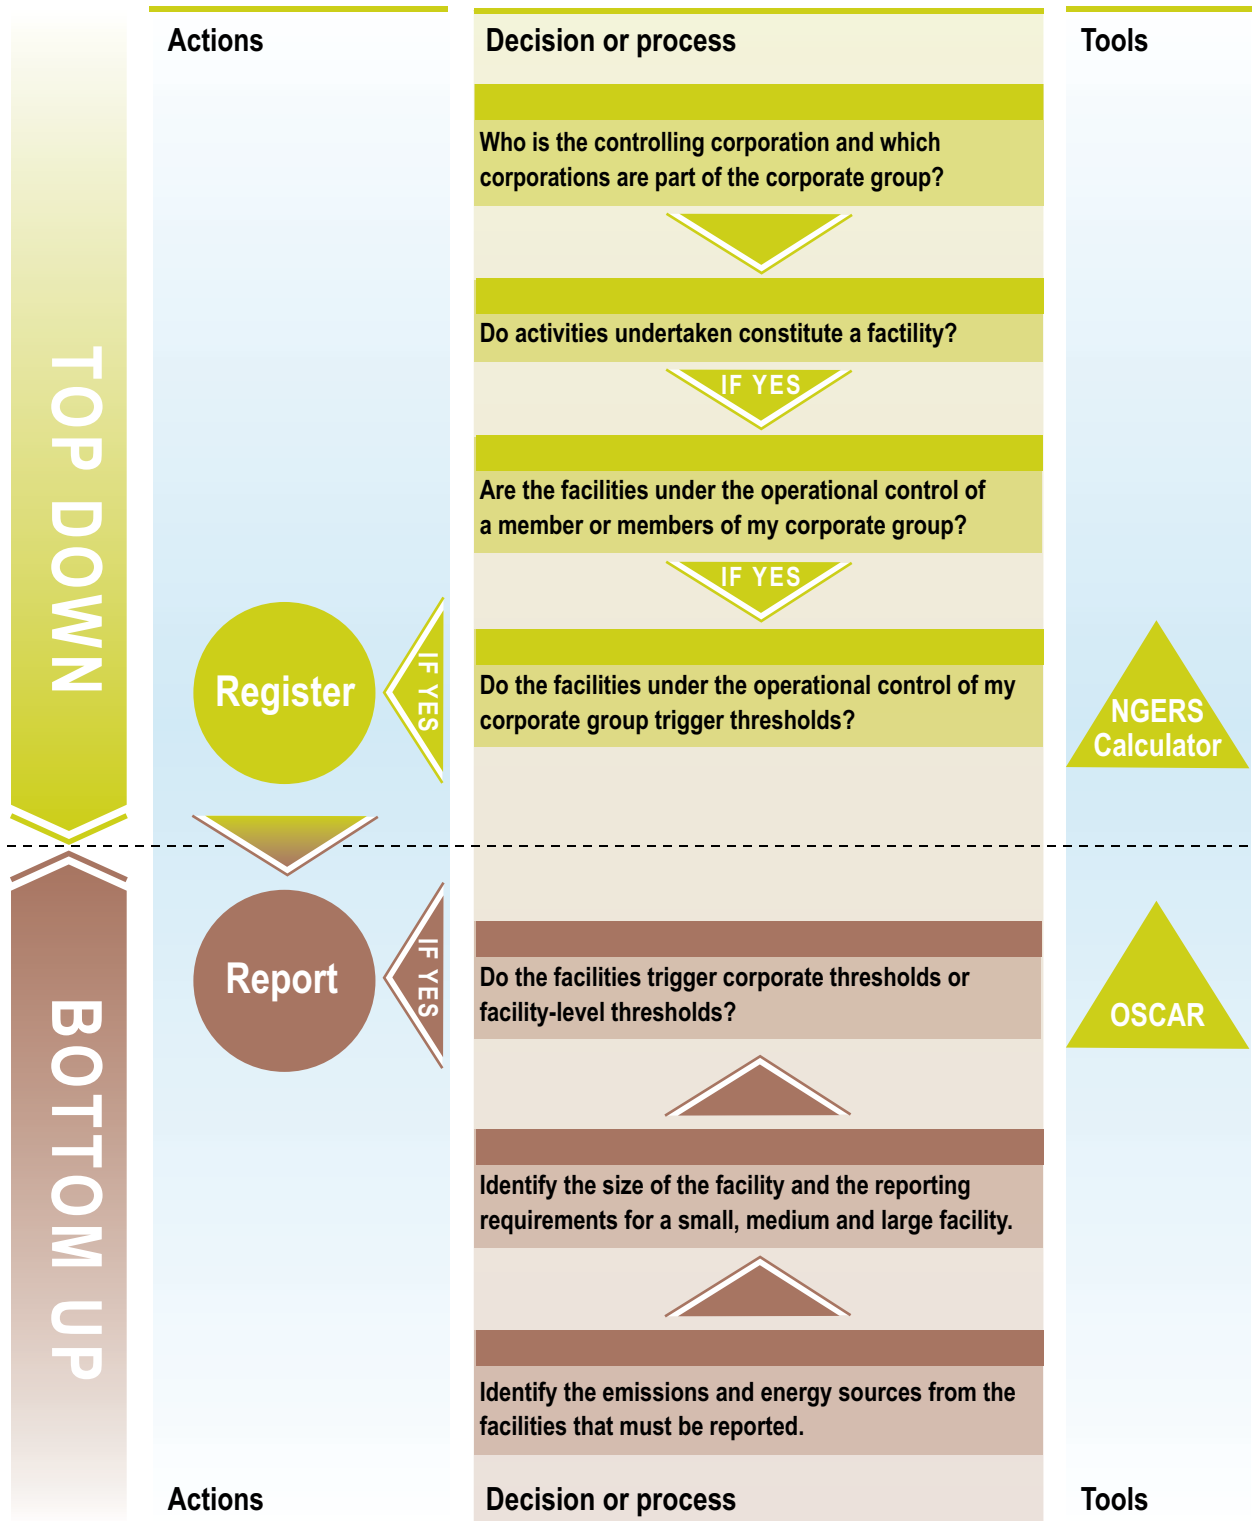 Actions
Decision or process
Tools
Who is the controlling corporation and which
corporations are part of the corporate group?
Do activities undertaken constitute a factility?
IF YES
Are the facilities under the operational control of
a member or members of my corporate group?
IF YES
TOP DOWN
Register
IF YES
Do the facilities under the operational control of my
corporate group trigger thresholds?
NGERS
Calculator
BOTTOM UP
Report
IF YES
Do the facilities trigger corporate thresholds or
facility-level thresholds?
OSCAR
Identify the size of the facility and the reporting
requirements for a small, medium and large facility.
Identify the emissions and energy sources from the
facilities that must be reported.
Actions
Decision or process
Tools